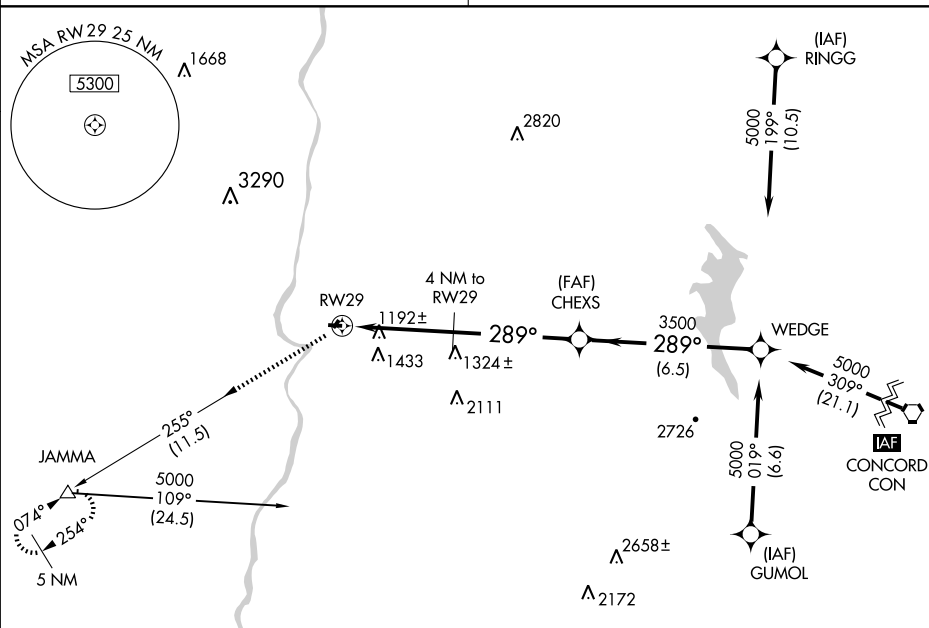 MSA RW29 25 NM
5300
1668
3290
2820
(IAF)
RINGG
5000
199°
(10.5)
4 NM to
RW29
(FAF)
CHEXS
RW29
1192±
1433
289°
1324±
2111
3500
289°
(6.5)
WEDGE
5000
309°
(21.1)
IAF
CONCORD
CON
2726
5000
019°
(6.6)
(IAF)
GUMOL
2658±
2172
255°
(11.5)
JAMMA
5000
109°
(24.5)
074°
254°
5 NM